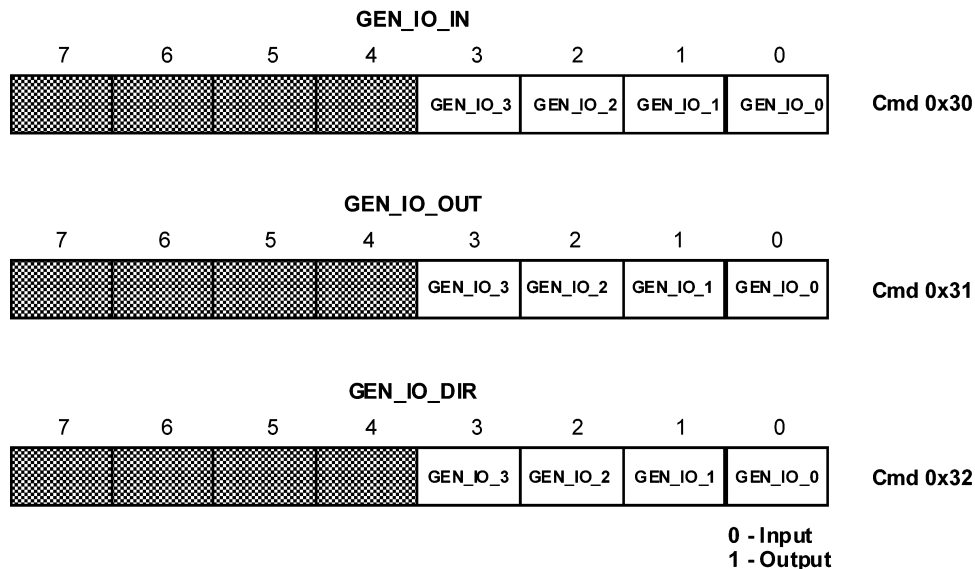 GEN_IO_IN
7 6 5 4 3 2 1 0
GEN_IO_3 GEN_IO_2 GEN_IO_1 GEN_IO_0 Cmd 0x30
GEN_IO_OUT
7 6 5 4 3 2 1 0
GEN_IO_3 GEN_IO_2 GEN_IO_1 GEN_IO_0 Cmd 0x31
GEN_IO_DIR
7 6 5 4 3 2 1 0
GEN_IO_3 GEN_IO_2 GEN_IO_1 GEN_IO_0 Cmd 0x32
0 - Input
1 - Output